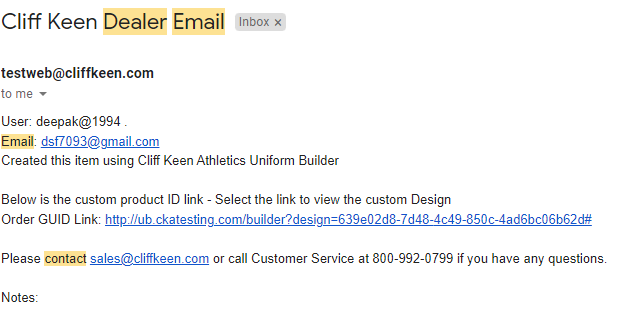 Cliff Keen Dealer Email Inbox ×
testweb@cliffkeen.com
to me
User: deepak@1994 .
Email: dsf7093@gmail.com
Created this item using Cliff Keen Athletics Uniform Builder
Below is the custom product ID link - Select the link to view the custom Design
Order GUID Link: http://ub.ckatesting.com/builder?design=639e02d8-7d48-4c49-850c-4ad6bc06b62d#
Please contact sales@cliffkeen.com or call Customer Service at 800-992-0799 if you have any questions.
Notes: